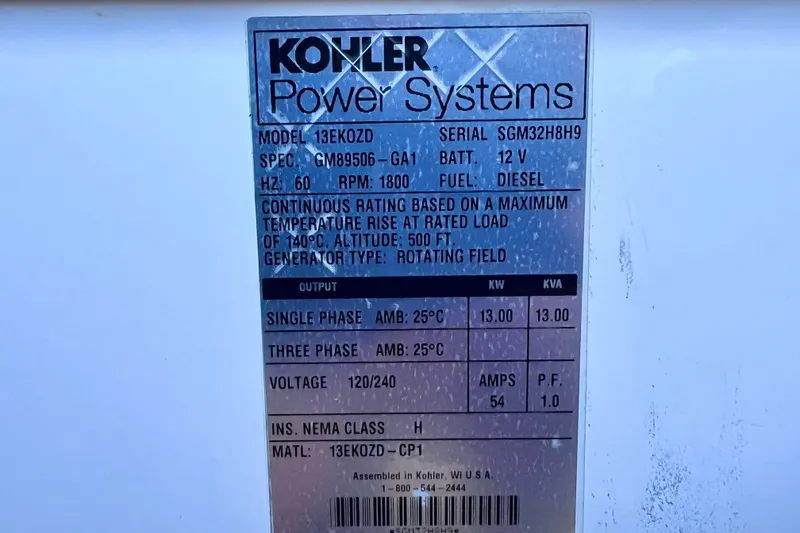 KOHLER®
Power Systems
MODEL 13EKOZD SERIAL SGM32H8H9
SPEC. GM89506-GA1 BATT. 12 V
HZ: 60 RPM: 1800 FUEL: DIESEL
CONTINUOUS RATING BASED ON A MAXIMUM
TEMPERATURE RISE AT RATED LOAD
OF 140°C. ALTITUDE: 500 FT.
GENERATOR TYPE: ROTATING FIELD
OUTPUT KW KVA
SINGLE PHASE AMB: 25°C 13.00 13.00
THREE PHASE AMB: 25°C
VOLTAGE 120/240 AMPS P.F.
54 1.0
INS. NEMA CLASS H
MATL: 13EKOZD-CP1
Assembled in Kohler, WI U.S.A.
1-800-544-2444
*SGM32H8H9*